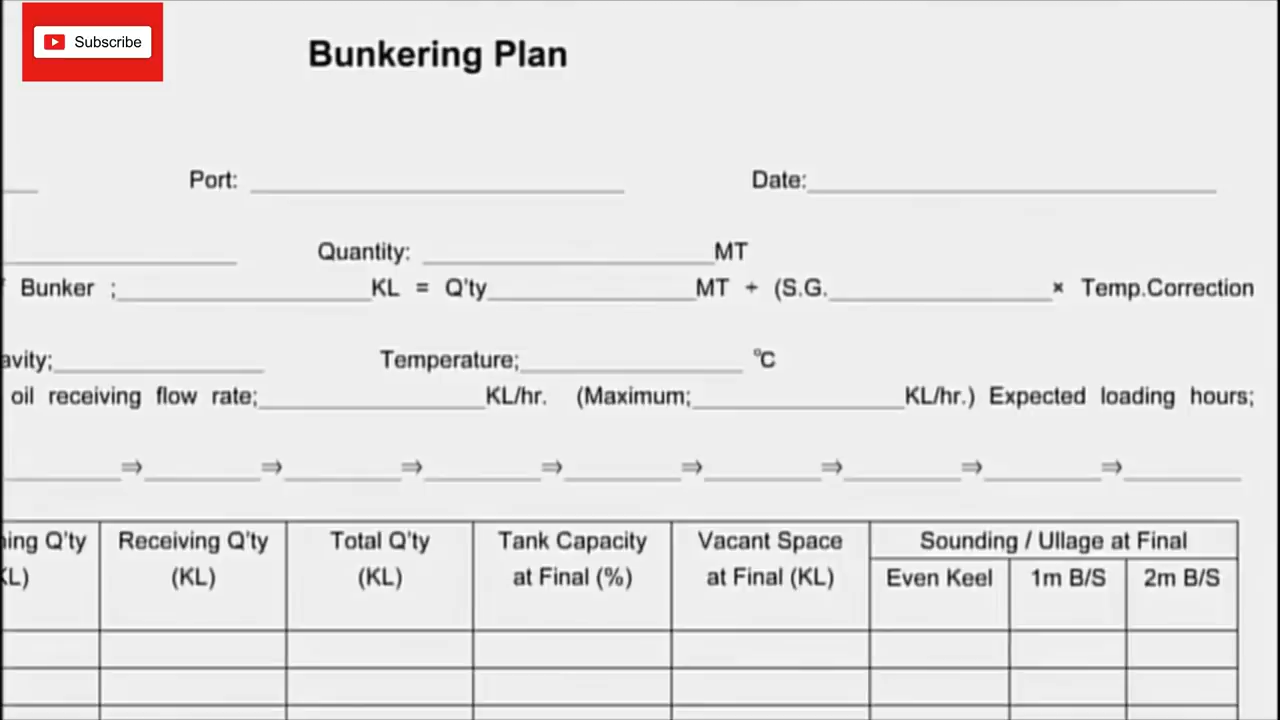 Subscribe
Bunkering Plan
Port: Date:
Quantity: MT
Bunker ; KL = Q'ty MT ÷ (S.G. × Temp.Correction
Temperature; ℃
oil receiving flow rate; KL/hr. (Maximum; KL/hr.) Expected loading hours;
⇒ ⇒ ⇒ ⇒ ⇒ ⇒ ⇒ ⇒
Q'ty Receiving Q'ty Total Q'ty Tank Capacity Vacant Space Sounding / Ullage at Final
(KL) (KL) at Final (%) at Final (KL) Even Keel 1m B/S 2m B/S